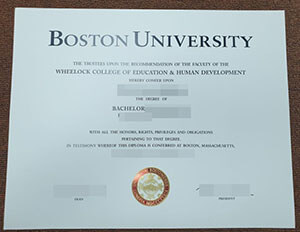 BOSTON UNIVERSITY
THE TRUSTEES UPON THE RECOMMENDATION OF THE FACULTY OF THE
WHEELOCK COLLEGE OF EDUCATION & HUMAN DEVELOPMENT
HEREBY CONFER UPON
THE DEGREE OF
BACHELOR
WITH ALL THE HONORS, RIGHTS, PRIVILEGES AND OBLIGATIONS
PERTAINING TO THAT DEGREE.
IN TESTIMONY WHEREOF THIS DIPLOMA IS CONFERRED AT BOSTON, MASSACHUSETTS,
DEAN
PRESIDENT